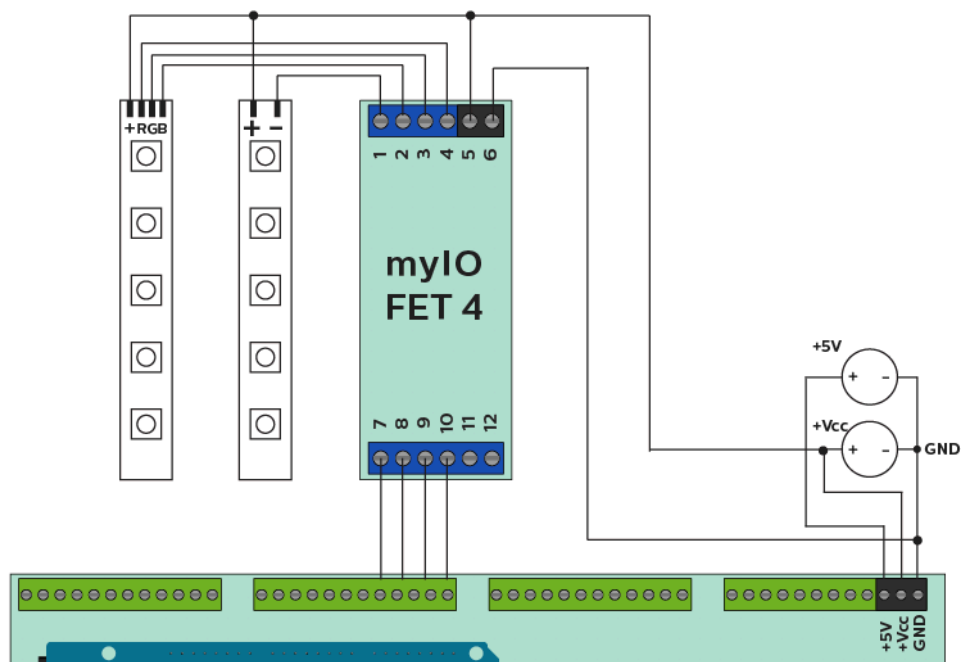 +RGB
+ -
1 2 3 4 5 6
myIO
FET 4
7 8 9 10 11 12
+5V
+ -
+Vcc
+ -
GND
+5V
+Vcc
GND